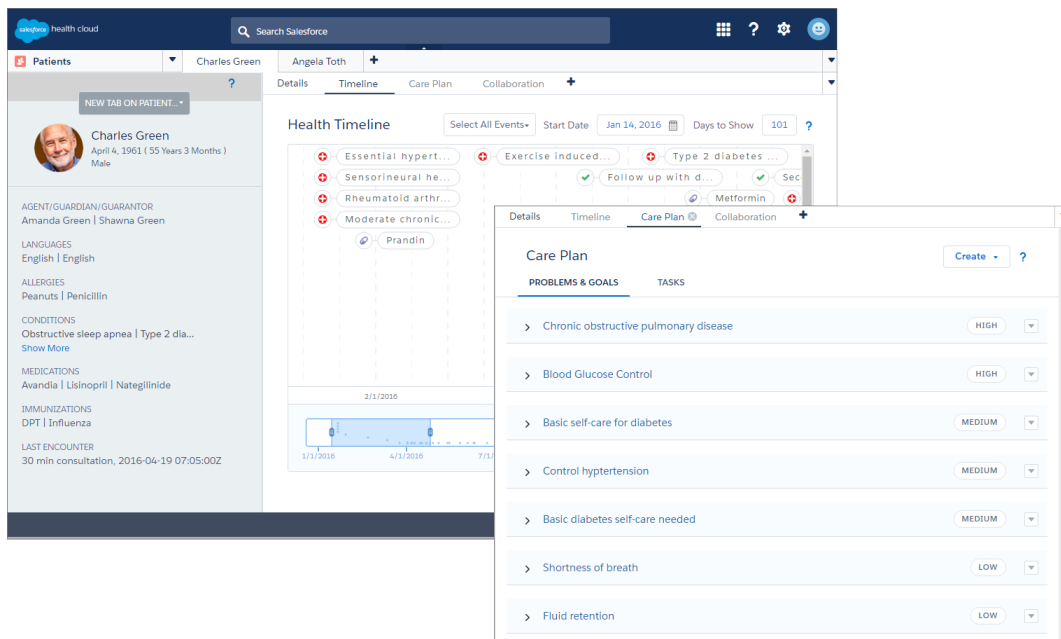 salesforce health cloud
Search Salesforce
?
Patients
Charles Green
Angela Toth
+
?
Details
Timeline
Care Plan
Collaboration
+
NEW TAB ON PATIENT...
Charles Green
April 4, 1961 ( 55 Years 3 Months )
Male
AGENT/GUARDIAN/GUARANTOR
Amanda Green | Shawna Green
LANGUAGES
English | English
ALLERGIES
Peanuts | Penicillin
CONDITIONS
Obstructive sleep apnea | Type 2 dia...
Show More
MEDICATIONS
Avandia | Lisinopril | Nategilinide
IMMUNIZATIONS
DPT | Influenza
LAST ENCOUNTER
30 min consultation, 2016-04-19 07:05:00Z
Health Timeline
Select All Events
Start Date
Jan 14, 2016
Days to Show
101
?
Essential hypert...
Exercise induced...
Type 2 diabetes ...
Sensorineural he...
Follow up with d...
Sec
Rheumatoid arthr...
Metformin
Moderate chronic...
Prandin
2/1/2016
1/1/2016
4/1/2016
7/1/
Details
Timeline
Care Plan
Collaboration
+
Care Plan
Create
?
PROBLEMS & GOALS
TASKS
Chronic obstructive pulmonary disease
HIGH
Blood Glucose Control
HIGH
Basic self-care for diabetes
MEDIUM
Control hyptertension
MEDIUM
Basic diabetes self-care needed
MEDIUM
Shortness of breath
LOW
Fluid retention
LOW